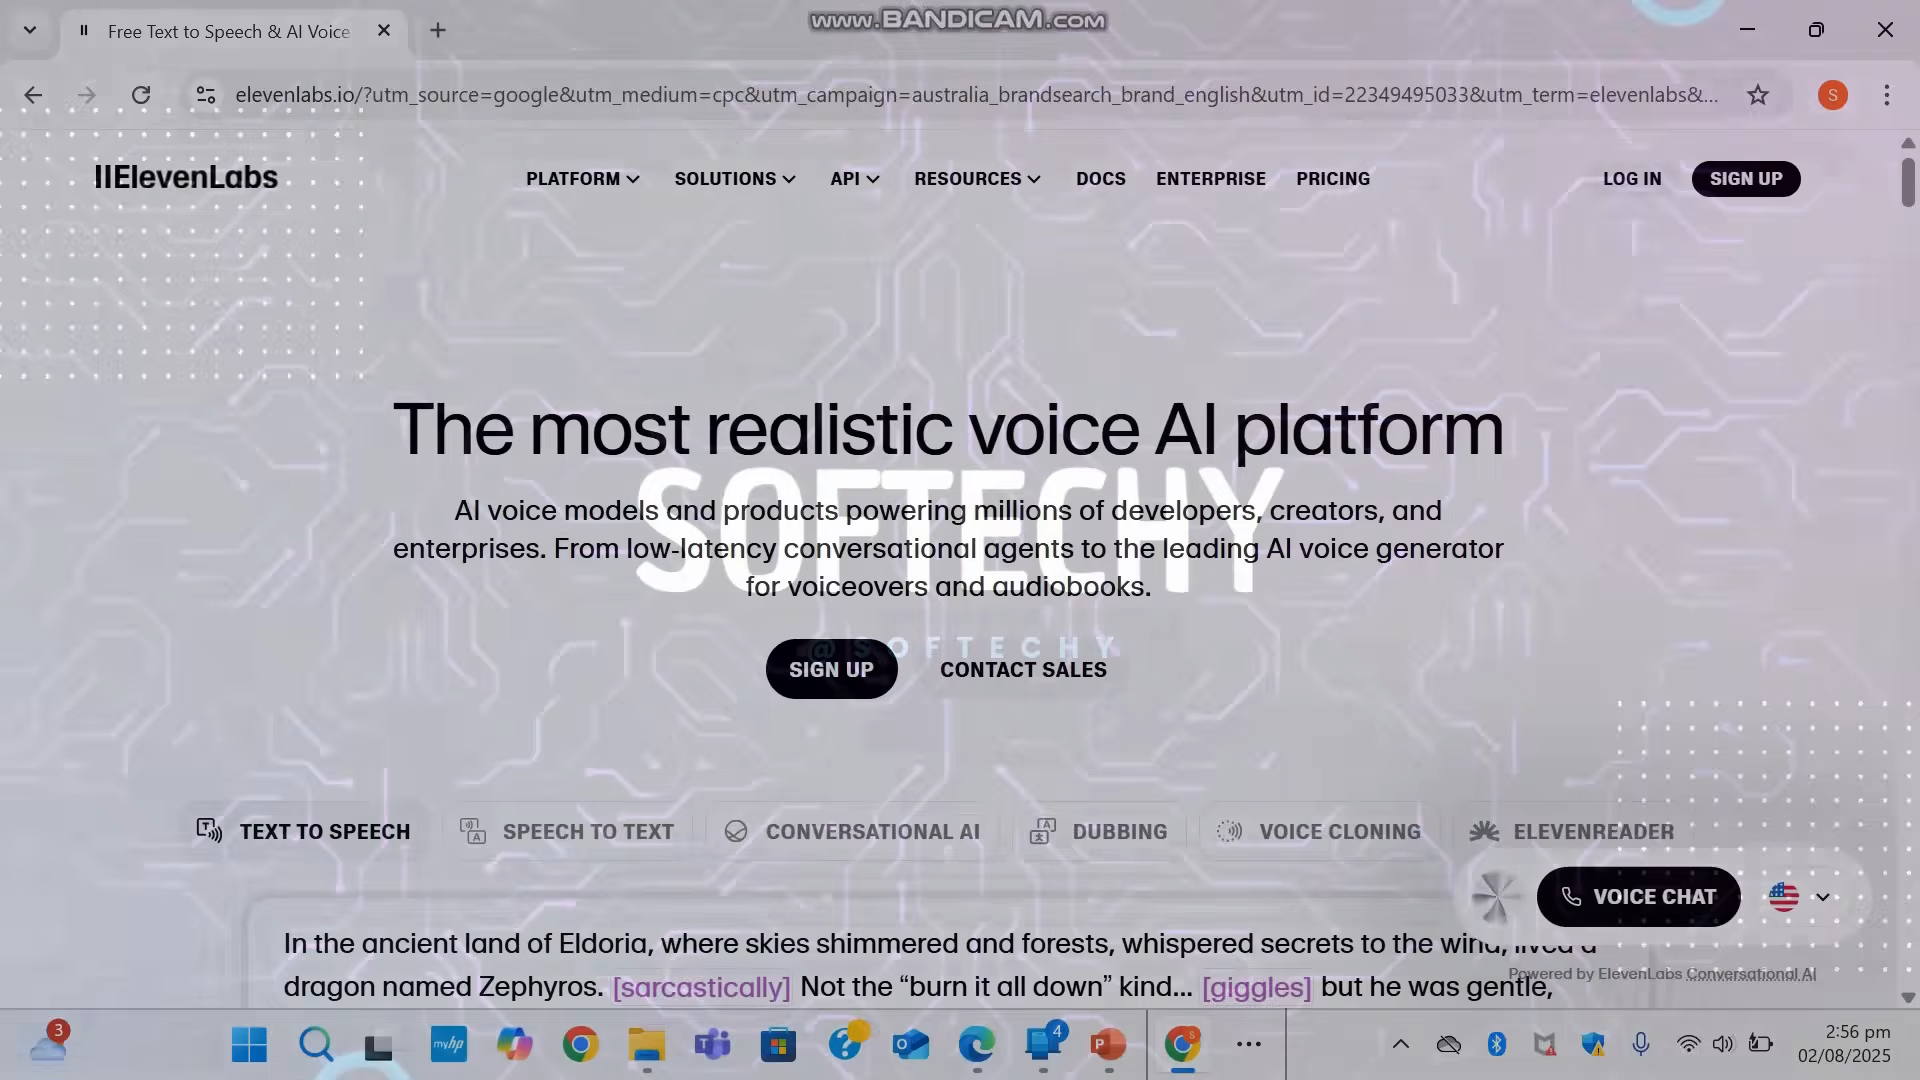 www.BANDICAM.com
Free Text to Speech & AI Voice
elevenlabs.io/?utm_source=google&utm_medium=cpc&utm_campaign=australia_brandsearch_brand_english&utm_id=22349495033&utm_term=elevenlabs&...
S
IIElevenLabs
PLATFORM SOLUTIONS API RESOURCES DOCS ENTERPRISE PRICING
LOG IN SIGN UP
The most realistic voice AI platform
SOFTECHY
AI voice models and products powering millions of developers, creators, and
enterprises. From low-latency conversational agents to the leading AI voice generator
for voiceovers and audiobooks.
@SOFTECHY
SIGN UP CONTACT SALES
TEXT TO SPEECH SPEECH TO TEXT CONVERSATIONAL AI DUBBING VOICE CLONING ELEVENREADER
VOICE CHAT
In the ancient land of Eldoria, where skies shimmered and forests, whispered secrets to the wind, lived a
Powered by ElevenLabs Conversational AI
dragon named Zephyros. [sarcastically] Not the “burn it all down” kind... [giggles] but he was gentle,
3
myhp
4
2:56 pm
02/08/2025